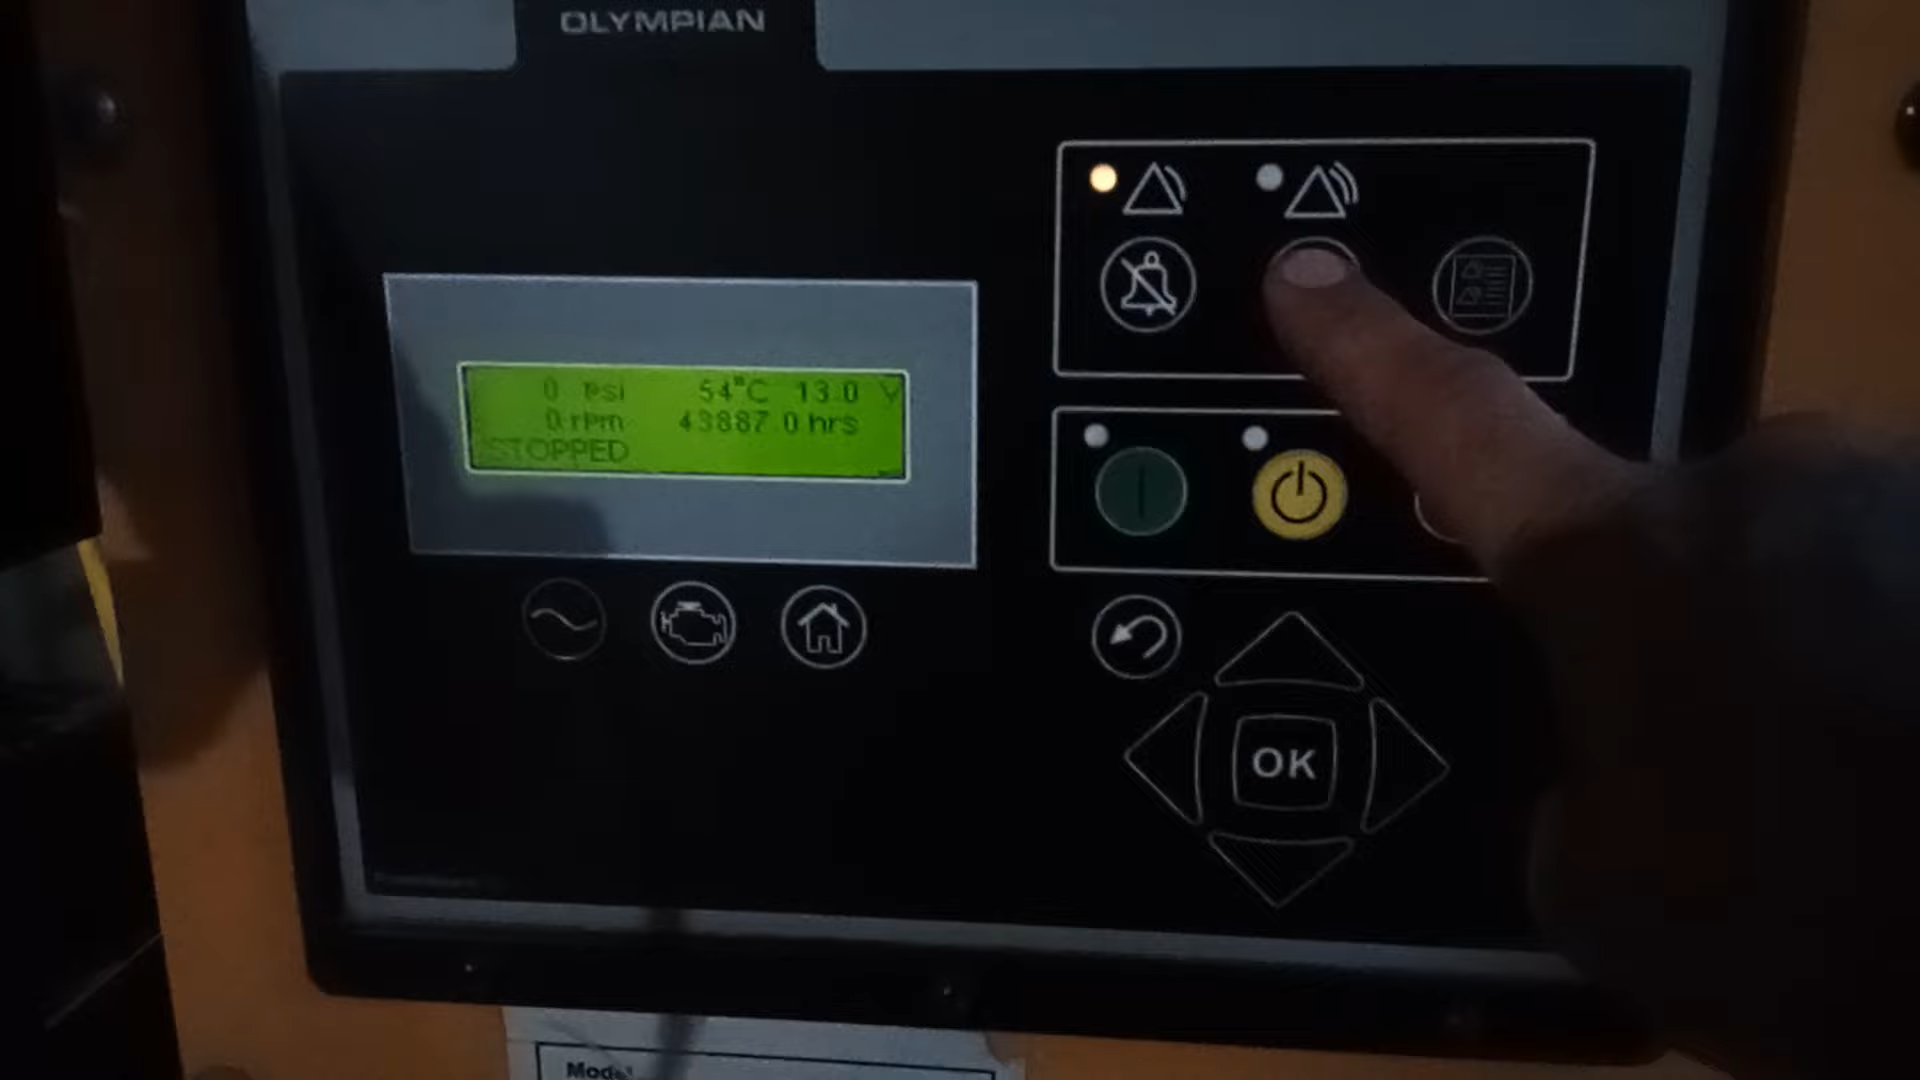 OLYMPIAN
0 psi 54°C 13.0 V
0 rpm 43887.0 hrs
STOPPED
OK